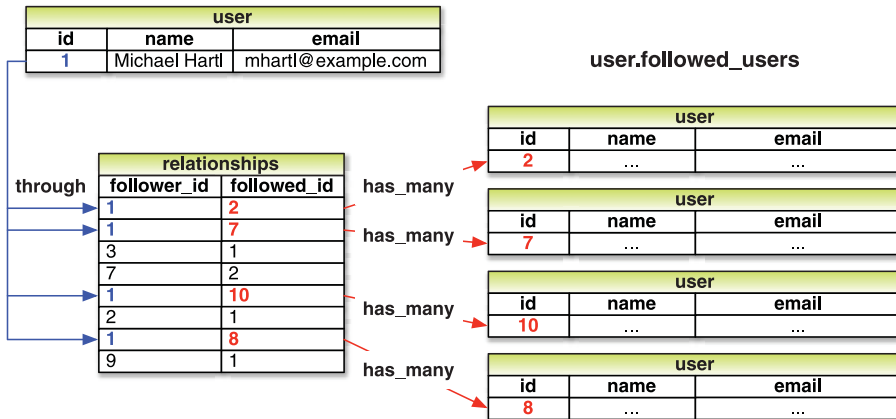 user
id name email
1 Michael Hartl mhartl@example.com
user.followed_users
through
relationships
follower_id followed_id
1 2
1 7
3 1
7 2
1 10
2 1
1 8
9 1
has_many
has_many
has_many
has_many
user
id name email
2 ... ...
user
id name email
7 ... ...
user
id name email
10 ... ...
user
id name email
8 ... ...